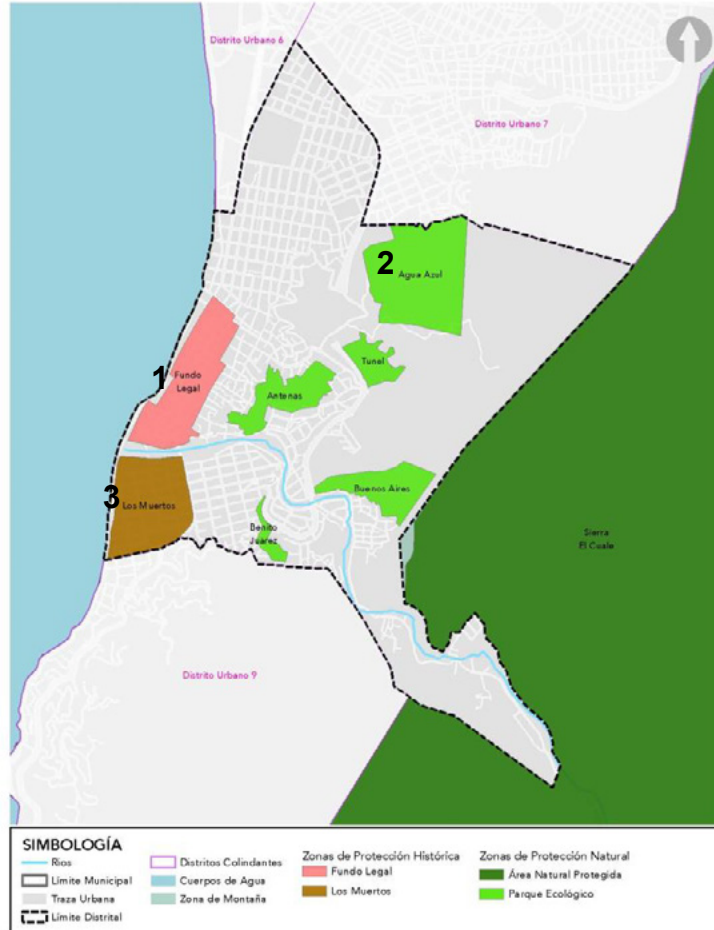 Distrito Urbano 6
Distrito Urbano 7
2
Agua Azul
1
Fundo
Legal
Tunel
Antenas
3
Los Muertos
Buenos Aires
Benito
Juarez
Sierra
El Cuale
Distrito Urbano 9
SIMBOLOGÍA
Rios
Límite Municipal
Traza Urbana
Límite Distrital
Distritos Colindantes
Cuerpos de Agua
Zona de Montaña
Zonas de Protección Histórica
Fundo Legal
Los Muertos
Zonas de Protección Natural
Área Natural Protegida
Parque Ecológico